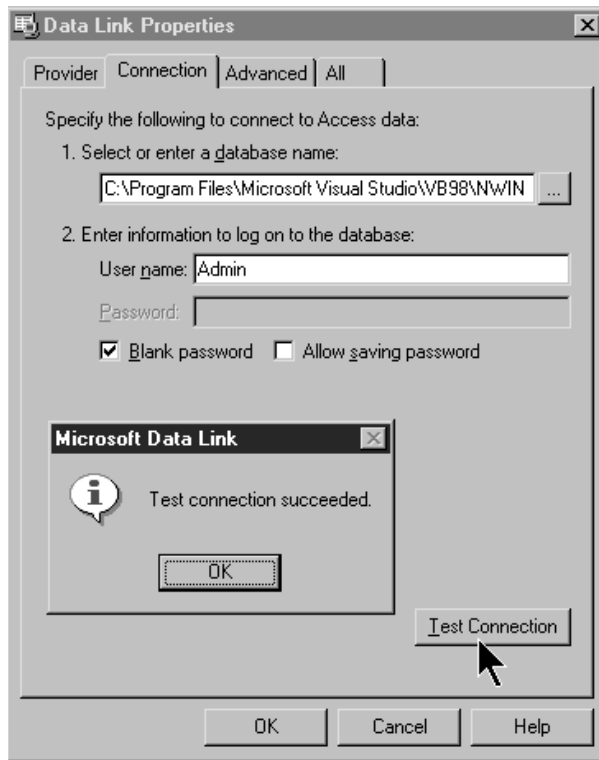 Data Link Properties
Provider Connection Advanced All
Specify the following to connect to Access data:
1. Select or enter a database name:
C:\Program Files\Microsoft Visual Studio\VB98\NWIN ...
2. Enter information to log on to the database:
User name: Admin
Password:
Blank password Allow saving password
Microsoft Data Link
Test connection succeeded.
OK
Test Connection
OK Cancel Help